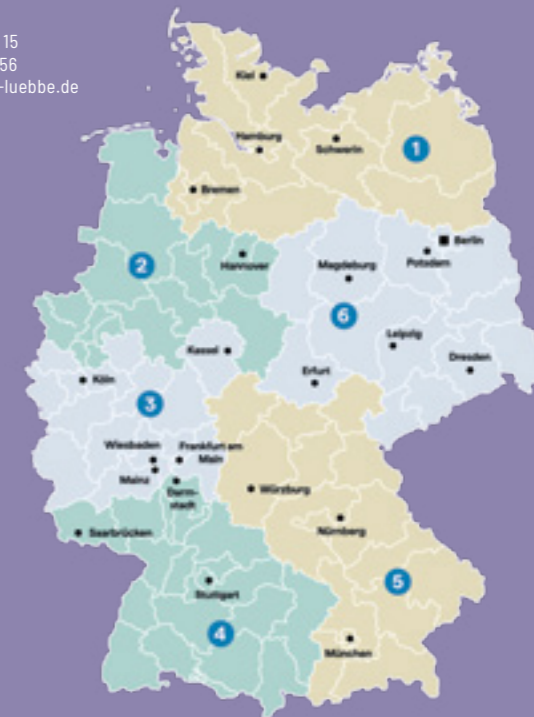 15
56
-luebbe.de
Kiel
Hamburg
Schwerin
1
Bremen
Berlin
Hannover
2
Magdeburg
Potsdam
6
Leipzig
Kassel
Dresden
Köln
Erfurt
3
Wiesbaden
Frankfurt am
Main
Mainz
Darm-
stadt
Würzburg
Saarbrücken
Nürnberg
5
Stuttgart
4
München